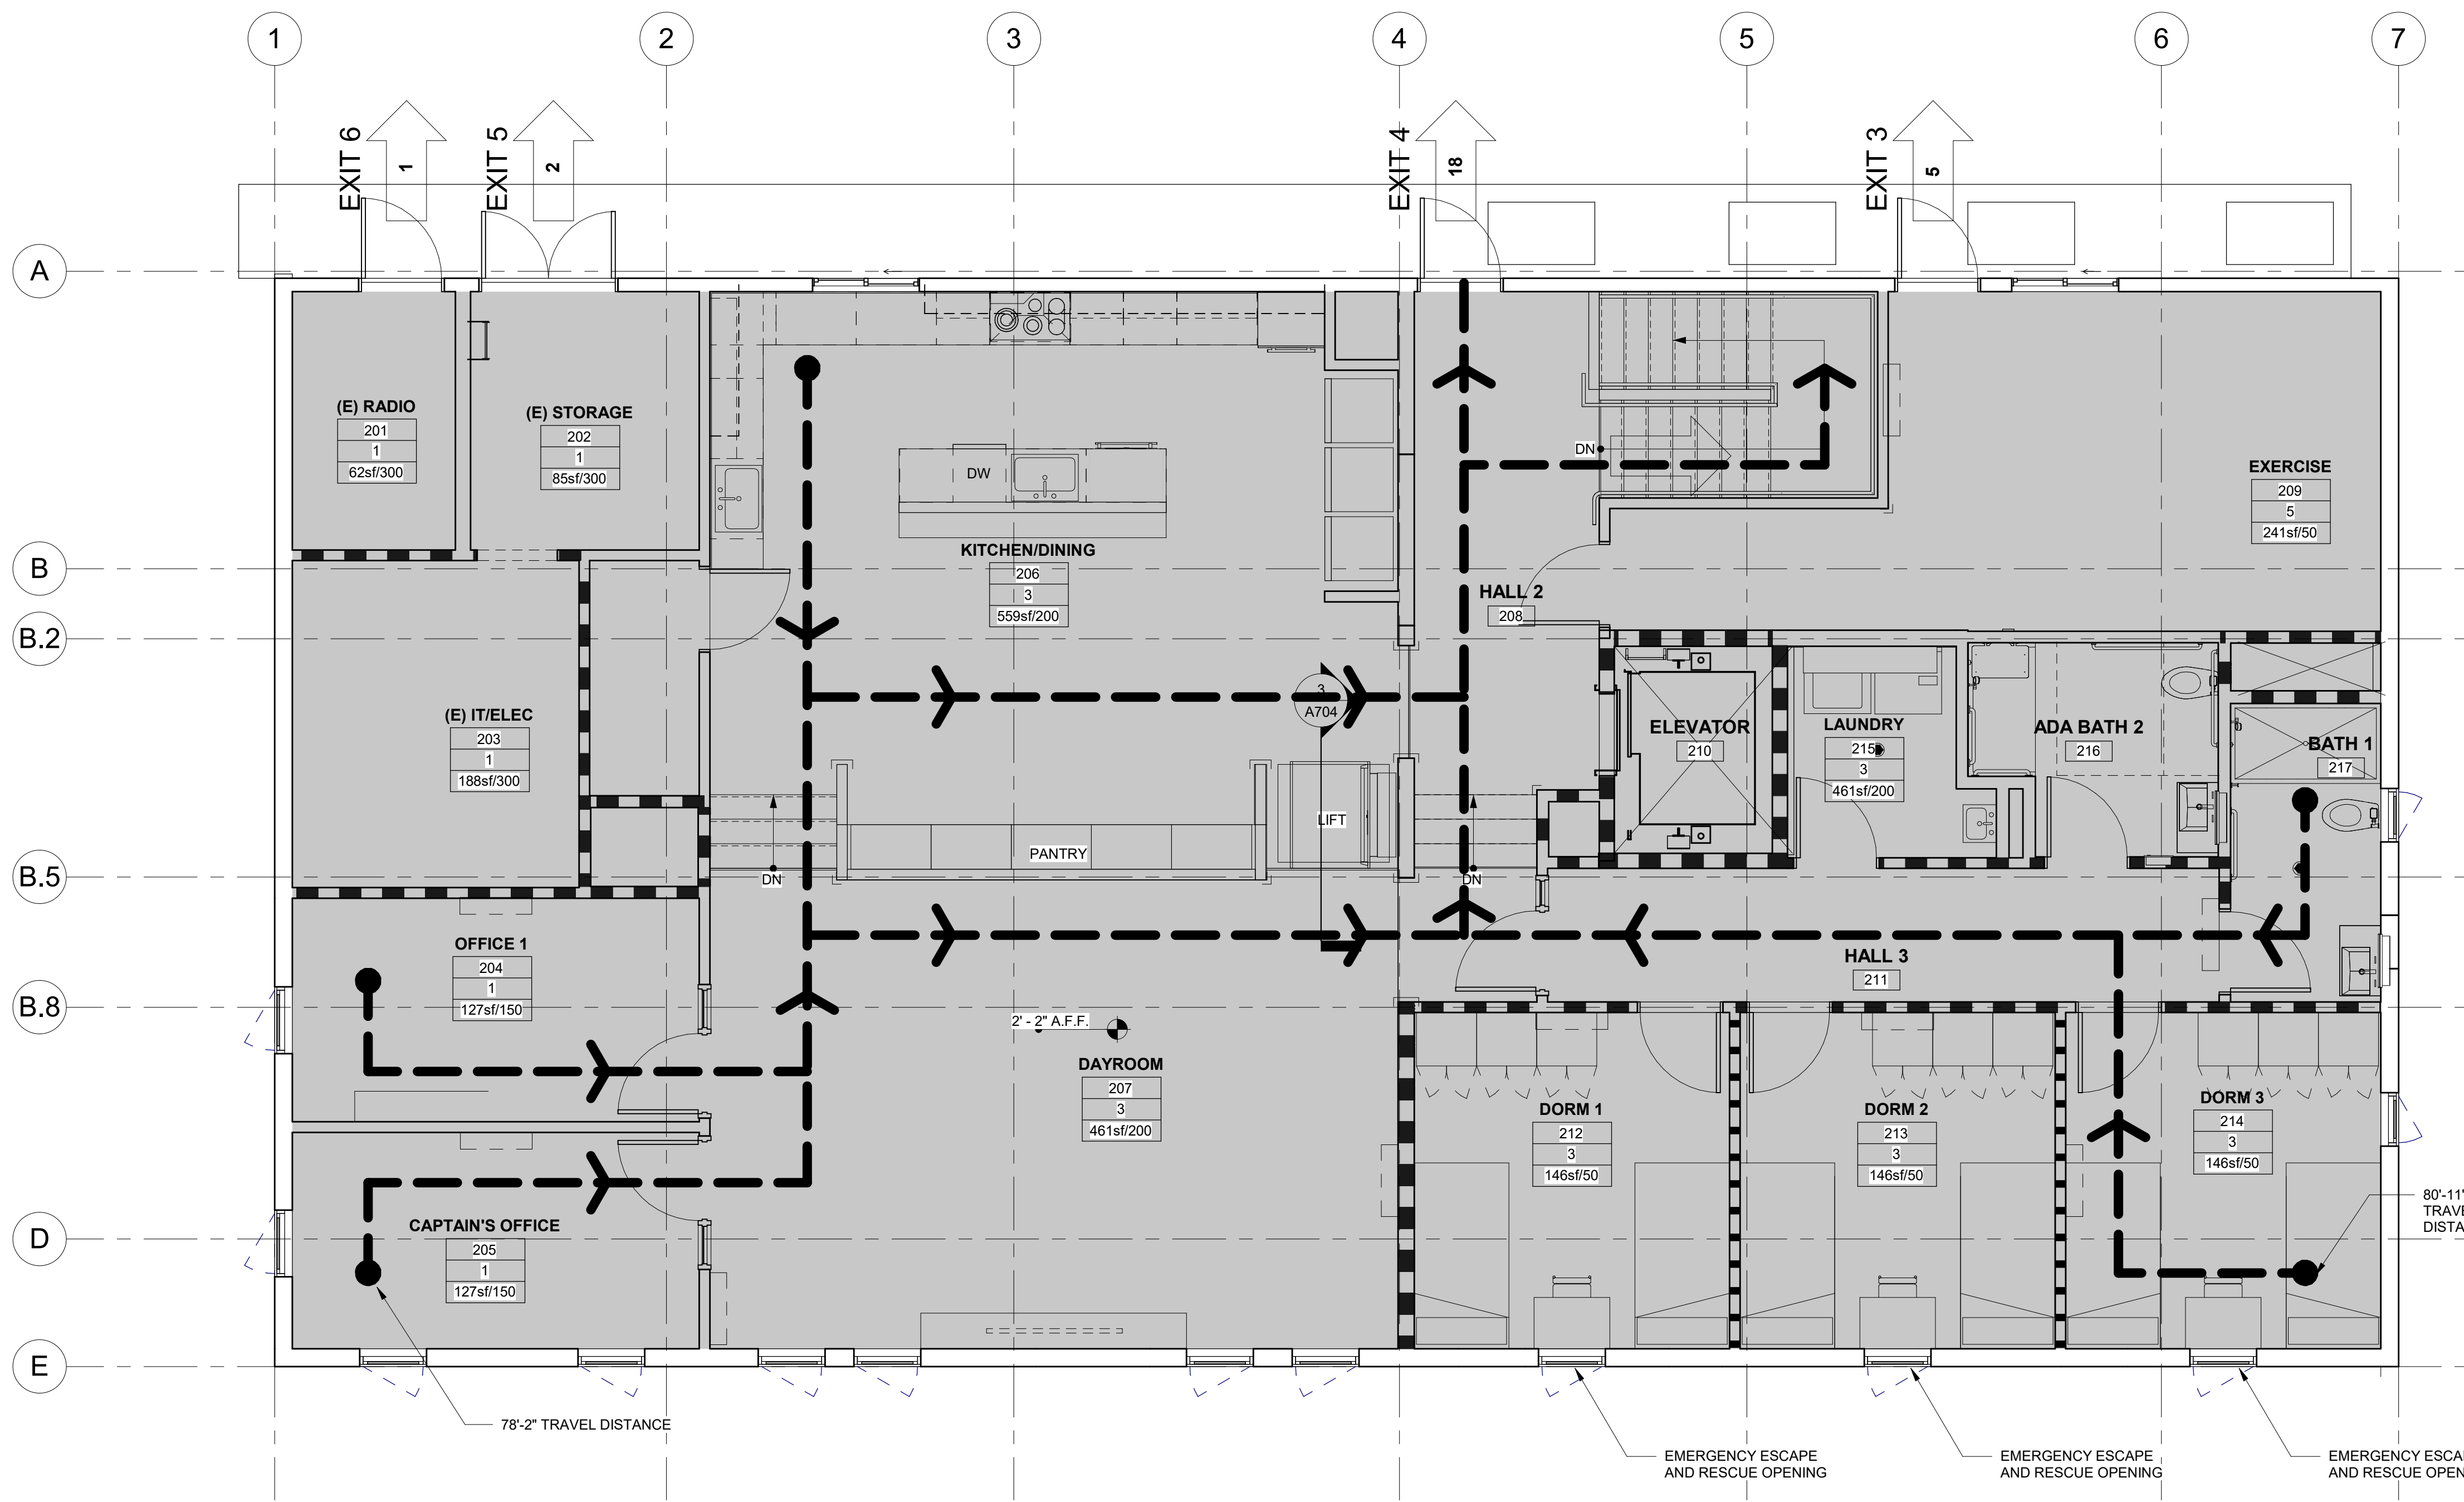 1
2
3
4
5
6
7
EXIT 6
1
EXIT 5
2
EXIT 4
18
EXIT 3
5
A
B
B.2
B.5
B.8
D
E
(E) RADIO
201
1
62sf/300
(E) STORAGE
202
1
85sf/300
DW
KITCHEN/DINING
206
3
559sf/200
DN
EXERCISE
209
5
241sf/50
HALL 2
208
(E) IT/ELEC
203
1
188sf/300
3
A704
ELEVATOR
210
LAUNDRY
215
3
461sf/200
ADA BATH 2
216
BATH 1
217
LIFT
PANTRY
DN
DN
OFFICE 1
204
1
127sf/150
HALL 3
211
2' - 2" A.F.F.
DAYROOM
207
3
461sf/200
DORM 1
212
3
146sf/50
DORM 2
213
3
146sf/50
DORM 3
214
3
146sf/50
80'-11"
CAPTAIN'S OFFICE
205
1
127sf/150
78'-2" TRAVEL DISTANCE
EMERGENCY ESCAPE
AND RESCUE OPENING
EMERGENCY ESCAPE
AND RESCUE OPENING
EMERGENCY
AND RESCUE